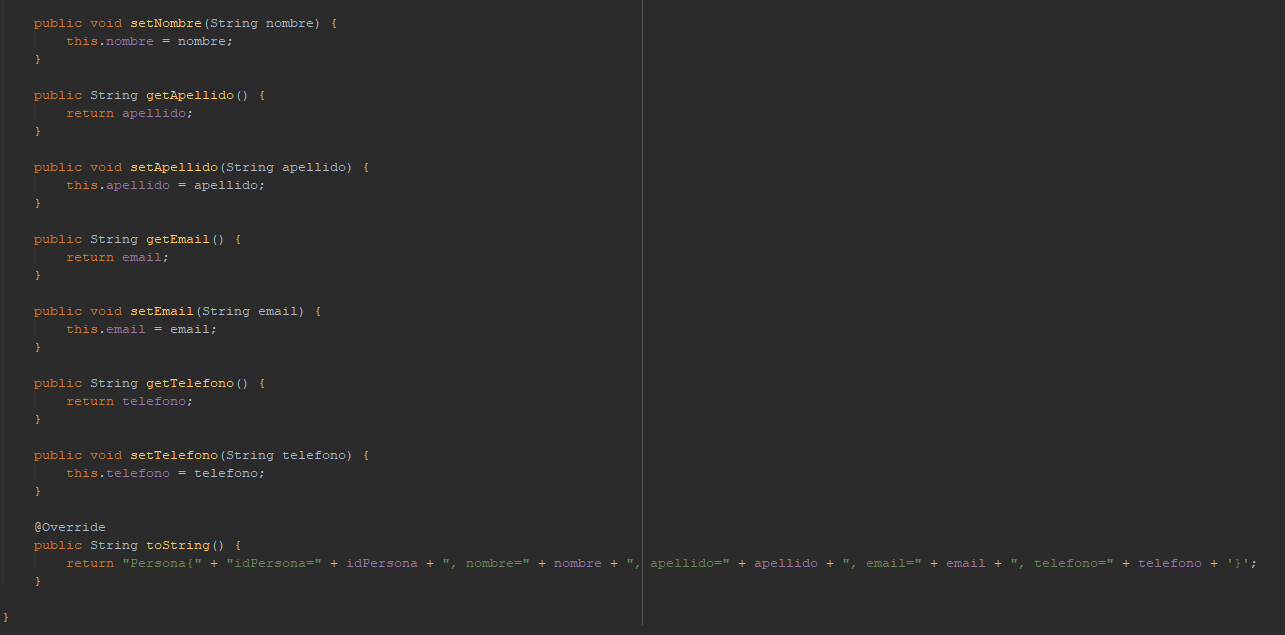 public void setNombre(String nombre) {
this.nombre = nombre;
}
public String getApellido() {
return apellido;
}
public void setApellido(String apellido) {
this.apellido = apellido;
}
public String getEmail() {
return email;
}
public void setEmail(String email) {
this.email = email;
}
public String getTelefono() {
return telefono;
}
public void setTelefono(String telefono) {
this.telefono = telefono;
}
@Override
public String toString() {
return "Persona{" + "idPersona=" + idPersona + ", nombre=" + nombre + ", apellido=" + apellido + ", email=" + email + ", telefono=" + telefono + '}';
}
}